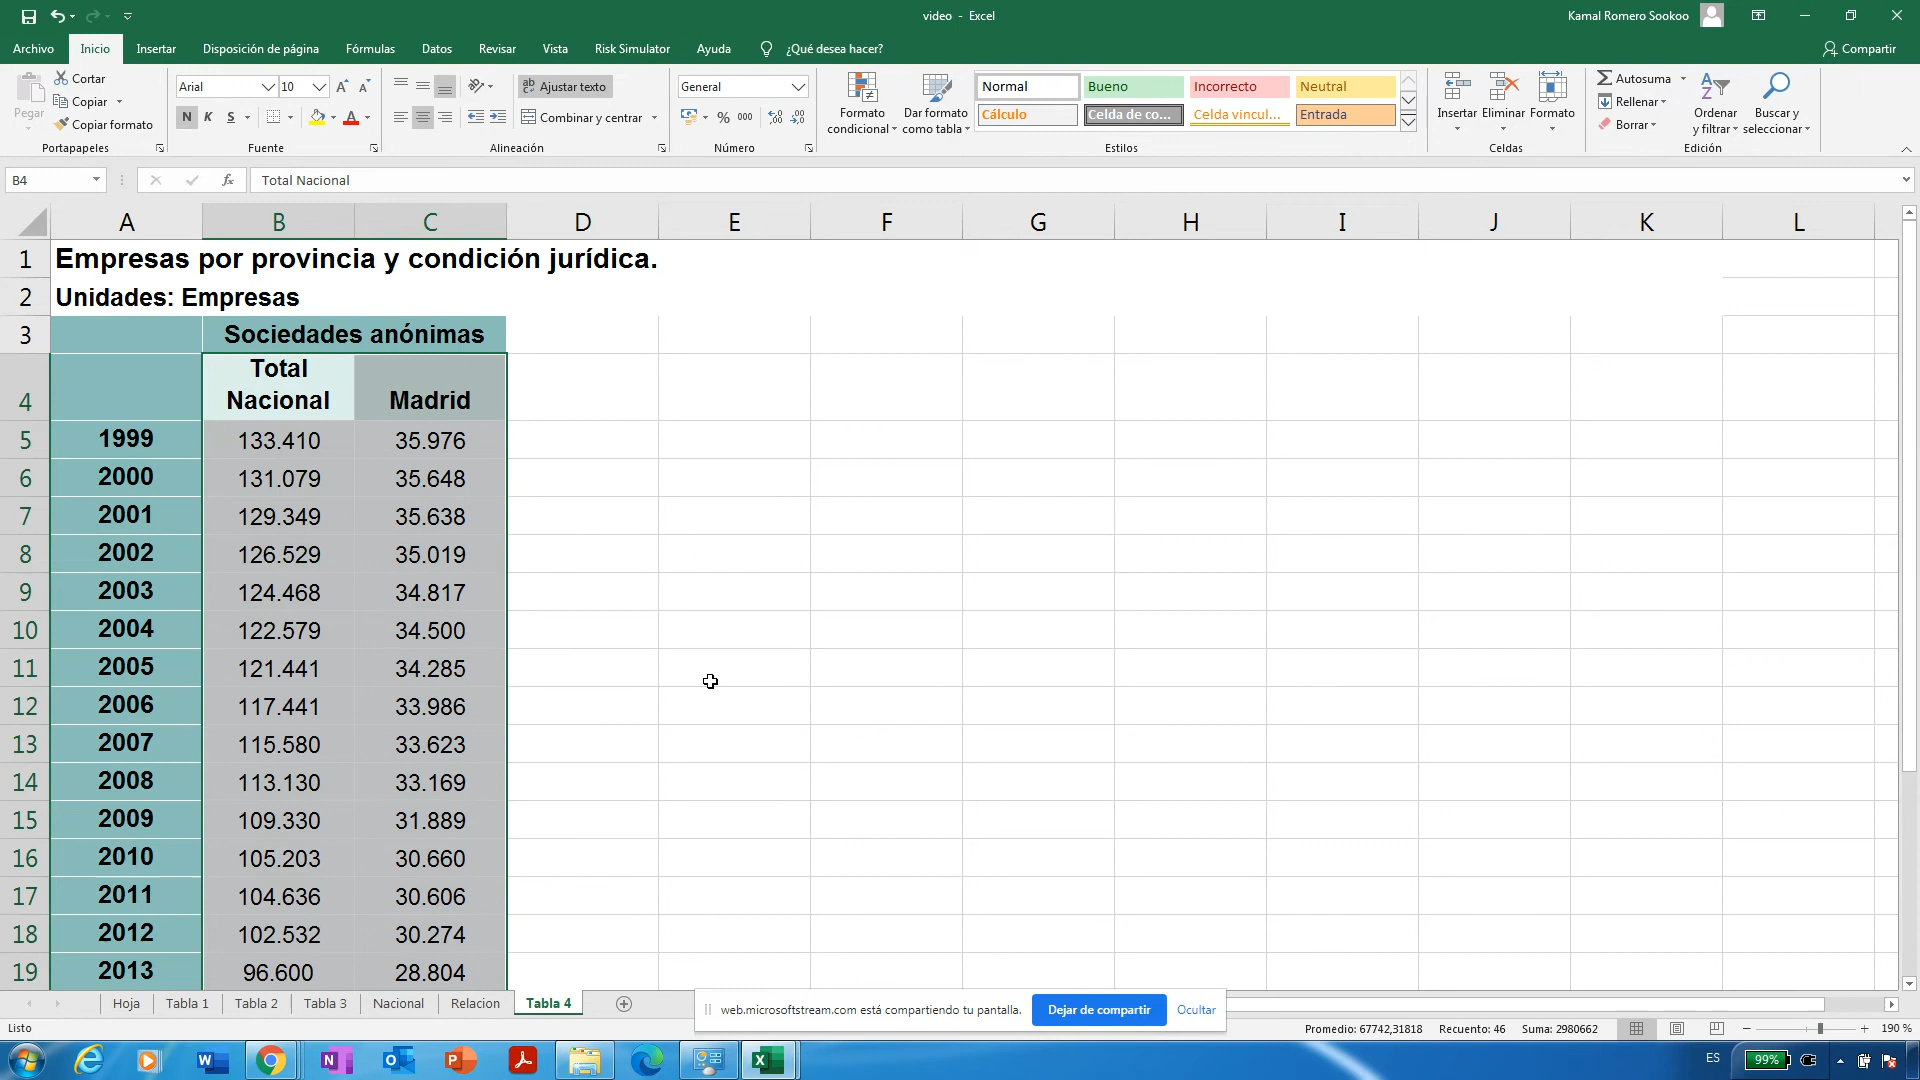 video - Excel
Kamal Romero Sookoo
Archivo Inicio Insertar Disposición de página Fórmulas Datos Revisar Vista Risk Simulator Ayuda ¿Qué desea hacer? Compartir
Pegar
Cortar
Copiar
Copiar formato
Portapapeles
Arial 10
N K S
Fuente
Ajustar texto
Combinar y centrar
Alineación
General
% 000
Número
Formato condicional
Dar formato como tabla
Normal Bueno Incorrecto Neutral
Cálculo Celda de co... Celda vincul... Entrada
Estilos
Insertar Eliminar Formato
Celdas
Autosuma
Rellenar
Borrar
Ordenar y filtrar
Buscar y seleccionar
Edición
B4 fx Total Nacional
A B C D E F G H I J K L
1 Empresas por provincia y condición jurídica.
2 Unidades: Empresas
3 Sociedades anónimas
4 Total Nacional Madrid
5 1999 133.410 35.976
6 2000 131.079 35.648
7 2001 129.349 35.638
8 2002 126.529 35.019
9 2003 124.468 34.817
10 2004 122.579 34.500
11 2005 121.441 34.285
12 2006 117.441 33.986
13 2007 115.580 33.623
14 2008 113.130 33.169
15 2009 109.330 31.889
16 2010 105.203 30.660
17 2011 104.636 30.606
18 2012 102.532 30.274
19 2013 96.600 28.804
Hoja Tabla 1 Tabla 2 Tabla 3 Nacional Relacion Tabla 4
web.microsoftstream.com está compartiendo tu pantalla. Dejar de compartir Ocultar
Listo
Promedio: 67742,31818 Recuento: 46 Suma: 2980662 190 %
ES 99%